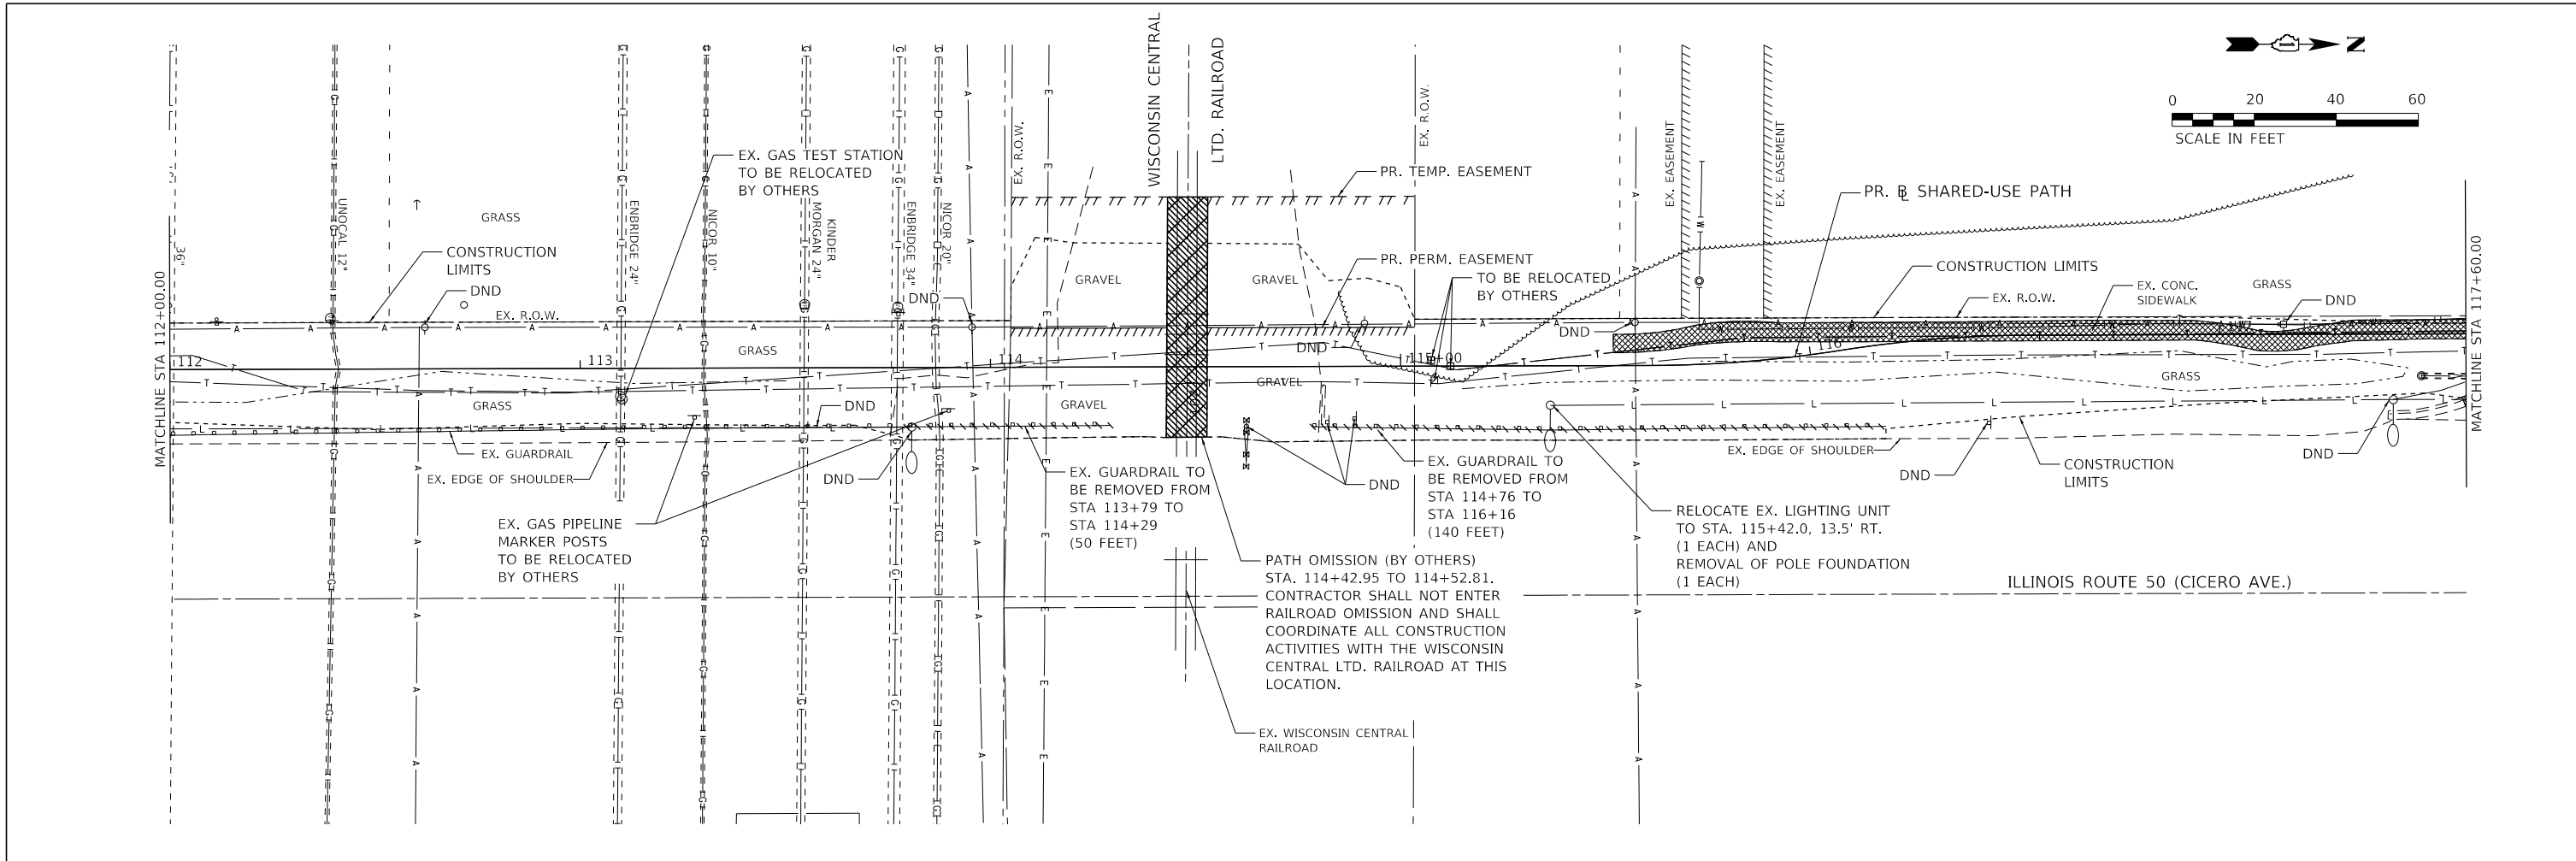 WISCONSIN CENTRAL
LTD. RAILROAD
N
0 20 40 60
SCALE IN FEET
EX. R.O.W.
EX. R.O.W.
EX. EASEMENT
EX. EASEMENT
EX. GAS TEST STATION
TO BE RELOCATED
BY OTHERS
PR. TEMP. EASEMENT
PR. BL SHARED-USE PATH
36"
UNOCAL 12"
GRASS
ENBRIDGE 24"
NICOR 10"
KINDER
MORGAN 24"
ENBRIDGE 34"
NICOR 20"
CONSTRUCTION
LIMITS
DND
EX. R.O.W.
DND
GRAVEL
GRAVEL
PR. PERM. EASEMENT
TO BE RELOCATED
BY OTHERS
CONSTRUCTION LIMITS
EX. R.O.W.
EX. CONC.
SIDEWALK
GRASS
DND
DND
DND
MATCHLINE STA 112+00.00
MATCHLINE STA 117+60.00
112
113
114
115+00
116
GRASS
GRASS
GRAVEL
GRAVEL
GRASS
DND
EX. GUARDRAIL
EX. EDGE OF SHOULDER
DND
EX. GAS PIPELINE
MARKER POSTS
TO BE RELOCATED
BY OTHERS
EX. GUARDRAIL TO
BE REMOVED FROM
STA 113+79 TO
STA 114+29
(50 FEET)
DND
EX. GUARDRAIL TO
BE REMOVED FROM
STA 114+76 TO
STA 116+16
(140 FEET)
EX. EDGE OF SHOULDER
DND
CONSTRUCTION
LIMITS
DND
RELOCATE EX. LIGHTING UNIT
TO STA. 115+42.0, 13.5' RT.
(1 EACH) AND
REMOVAL OF POLE FOUNDATION
(1 EACH)
PATH OMISSION (BY OTHERS)
STA. 114+42.95 TO 114+52.81.
CONTRACTOR SHALL NOT ENTER
RAILROAD OMISSION AND SHALL
COORDINATE ALL CONSTRUCTION
ACTIVITIES WITH THE WISCONSIN
CENTRAL LTD. RAILROAD AT THIS
LOCATION.
ILLINOIS ROUTE 50 (CICERO AVE.)
EX. WISCONSIN CENTRAL
RAILROAD